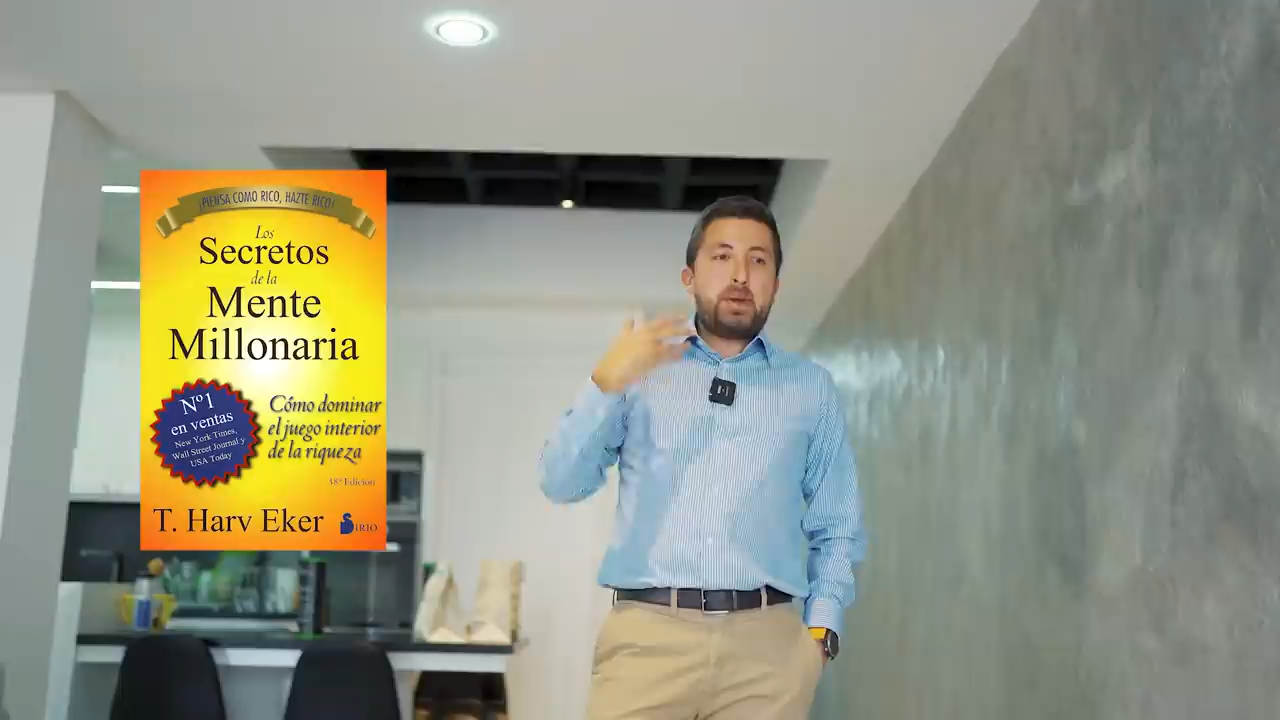 ¡PIENSA COMO RICO, HAZTE RICO!
Los
Secretos
de la
Mente
Millonaria
Nº1
en ventas
New York Times,
Wall Street Journal y
USA Today
Cómo dominar
el juego interior
de la riqueza
38ª Edición
T. Harv Eker
SIRIO